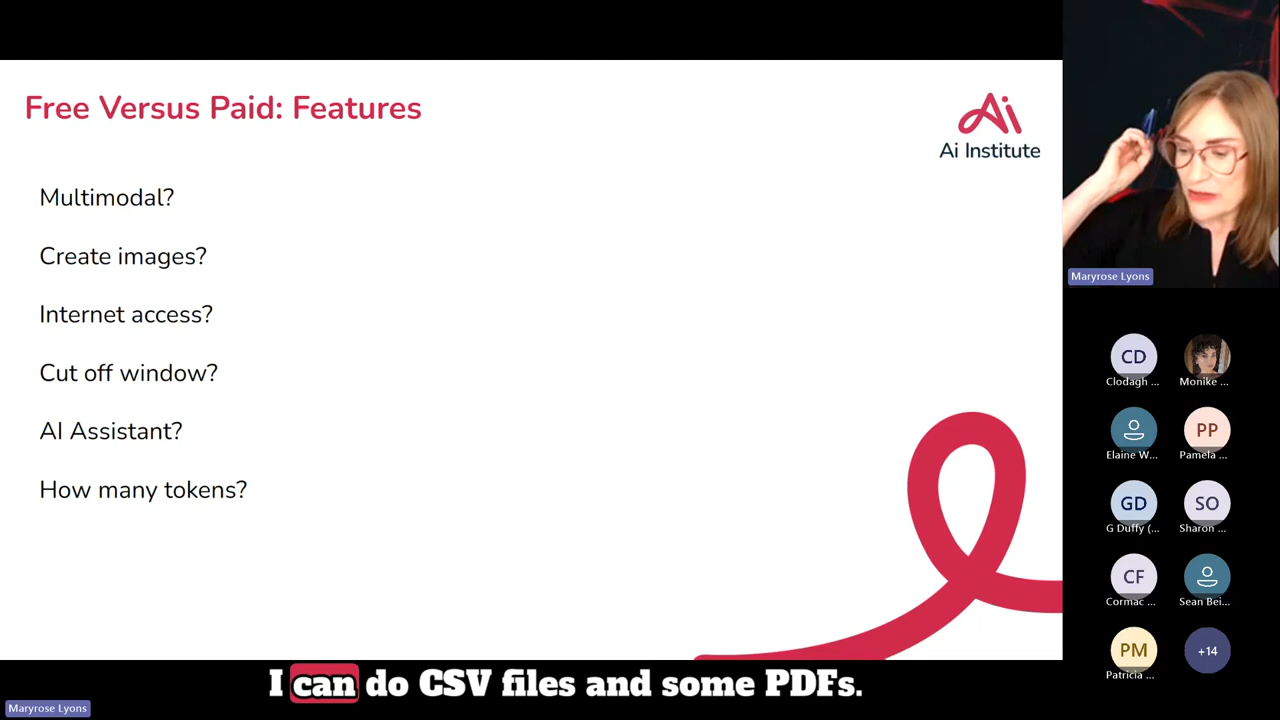 Free Versus Paid: Features
Ai
Ai Institute
Multimodal?
Create images?
Internet access?
Cut off window?
AI Assistant?
How many tokens?
Maryrose Lyons
CD
Clodagh ...
Monike ...
Elaine W...
PP
Pamela ...
GD
G Duffy (...
SO
Sharon ...
CF
Cormac ...
Sean Bei...
PM
Patricia ...
+14
I can do CSV files and some PDFs.
Maryrose Lyons